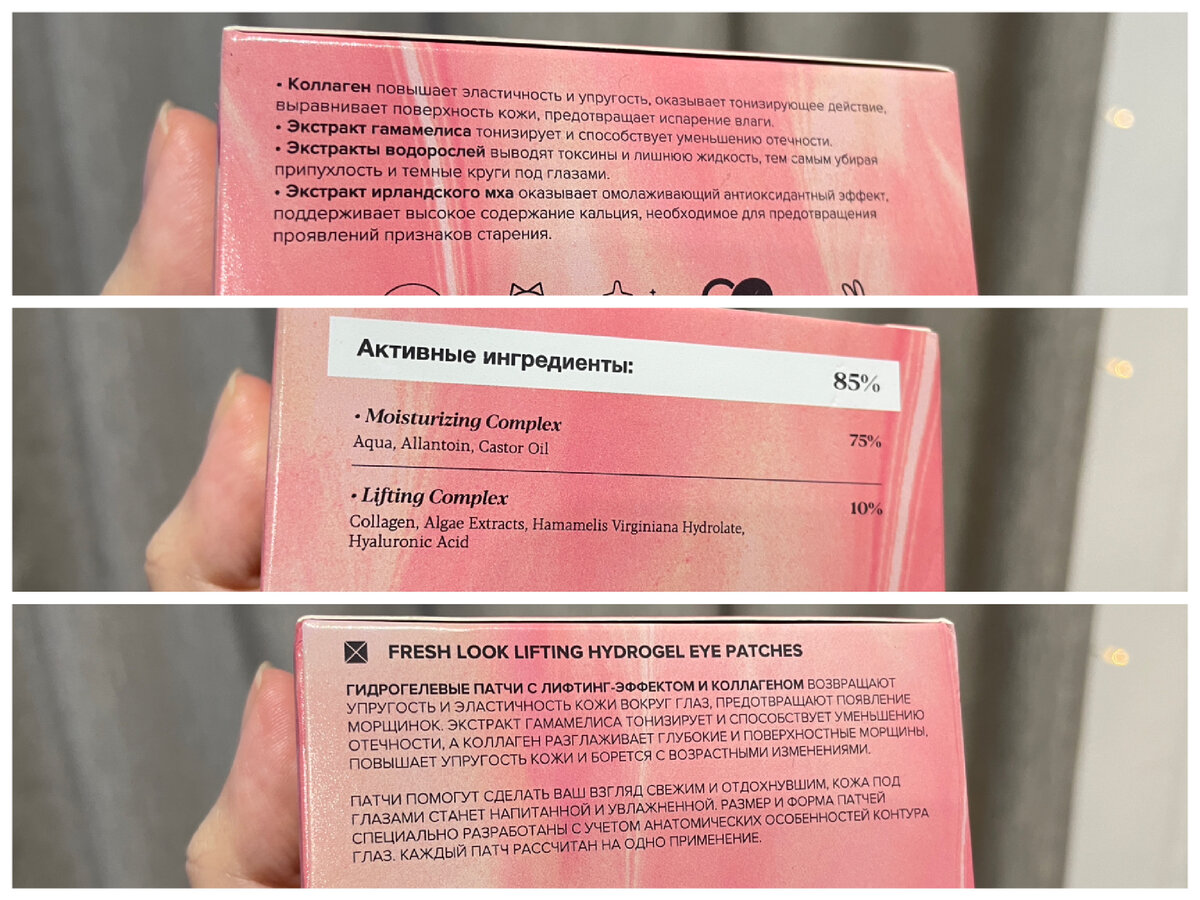 • Коллаген повышает эластичность и упругость, оказывает тонизирующее действие,
выравнивает поверхность кожи, предотвращает испарение влаги.
• Экстракт гамамелиса тонизирует и способствует уменьшению отечности.
• Экстракты водорослей выводят токсины и лишнюю жидкость, тем самым убирая
припухлость и темные круги под глазами.
• Экстракт ирландского мха оказывает омолаживающий антиоксидантный эффект,
поддерживает высокое содержание кальция, необходимое для предотвращения
проявлений признаков старения.
Активные ингредиенты: 85%
• Moisturizing Complex 75%
Aqua, Allantoin, Castor Oil
• Lifting Complex 10%
Collagen, Algae Extracts, Hamamelis Virginiana Hydrolate,
Hyaluronic Acid
FRESH LOOK LIFTING HYDROGEL EYE PATCHES
ГИДРОГЕЛЕВЫЕ ПАТЧИ С ЛИФТИНГ-ЭФФЕКТОМ И КОЛЛАГЕНОМ ВОЗВРАЩАЮТ
УПРУГОСТЬ И ЭЛАСТИЧНОСТЬ КОЖИ ВОКРУГ ГЛАЗ, ПРЕДОТВРАЩАЮТ ПОЯВЛЕНИЕ
МОРЩИНОК. ЭКСТРАКТ ГАМАМЕЛИСА ТОНИЗИРУЕТ И СПОСОБСТВУЕТ УМЕНЬШЕНИЮ
ОТЕЧНОСТИ, А КОЛЛАГЕН РАЗГЛАЖИВАЕТ ГЛУБОКИЕ И ПОВЕРХНОСТНЫЕ МОРЩИНЫ,
ПОВЫШАЕТ УПРУГОСТЬ КОЖИ И БОРЕТСЯ С ВОЗРАСТНЫМИ ИЗМЕНЕНИЯМИ.
ПАТЧИ ПОМОГУТ СДЕЛАТЬ ВАШ ВЗГЛЯД СВЕЖИМ И ОТДОХНУВШИМ, КОЖА ПОД
ГЛАЗАМИ СТАНЕТ НАПИТАННОЙ И УВЛАЖНЕННОЙ. РАЗМЕР И ФОРМА ПАТЧЕЙ
СПЕЦИАЛЬНО РАЗРАБОТАНЫ С УЧЕТОМ АНАТОМИЧЕСКИХ ОСОБЕННОСТЕЙ КОНТУРА
ГЛАЗ. КАЖДЫЙ ПАТЧ РАССЧИТАН НА ОДНО ПРИМЕНЕНИЕ.